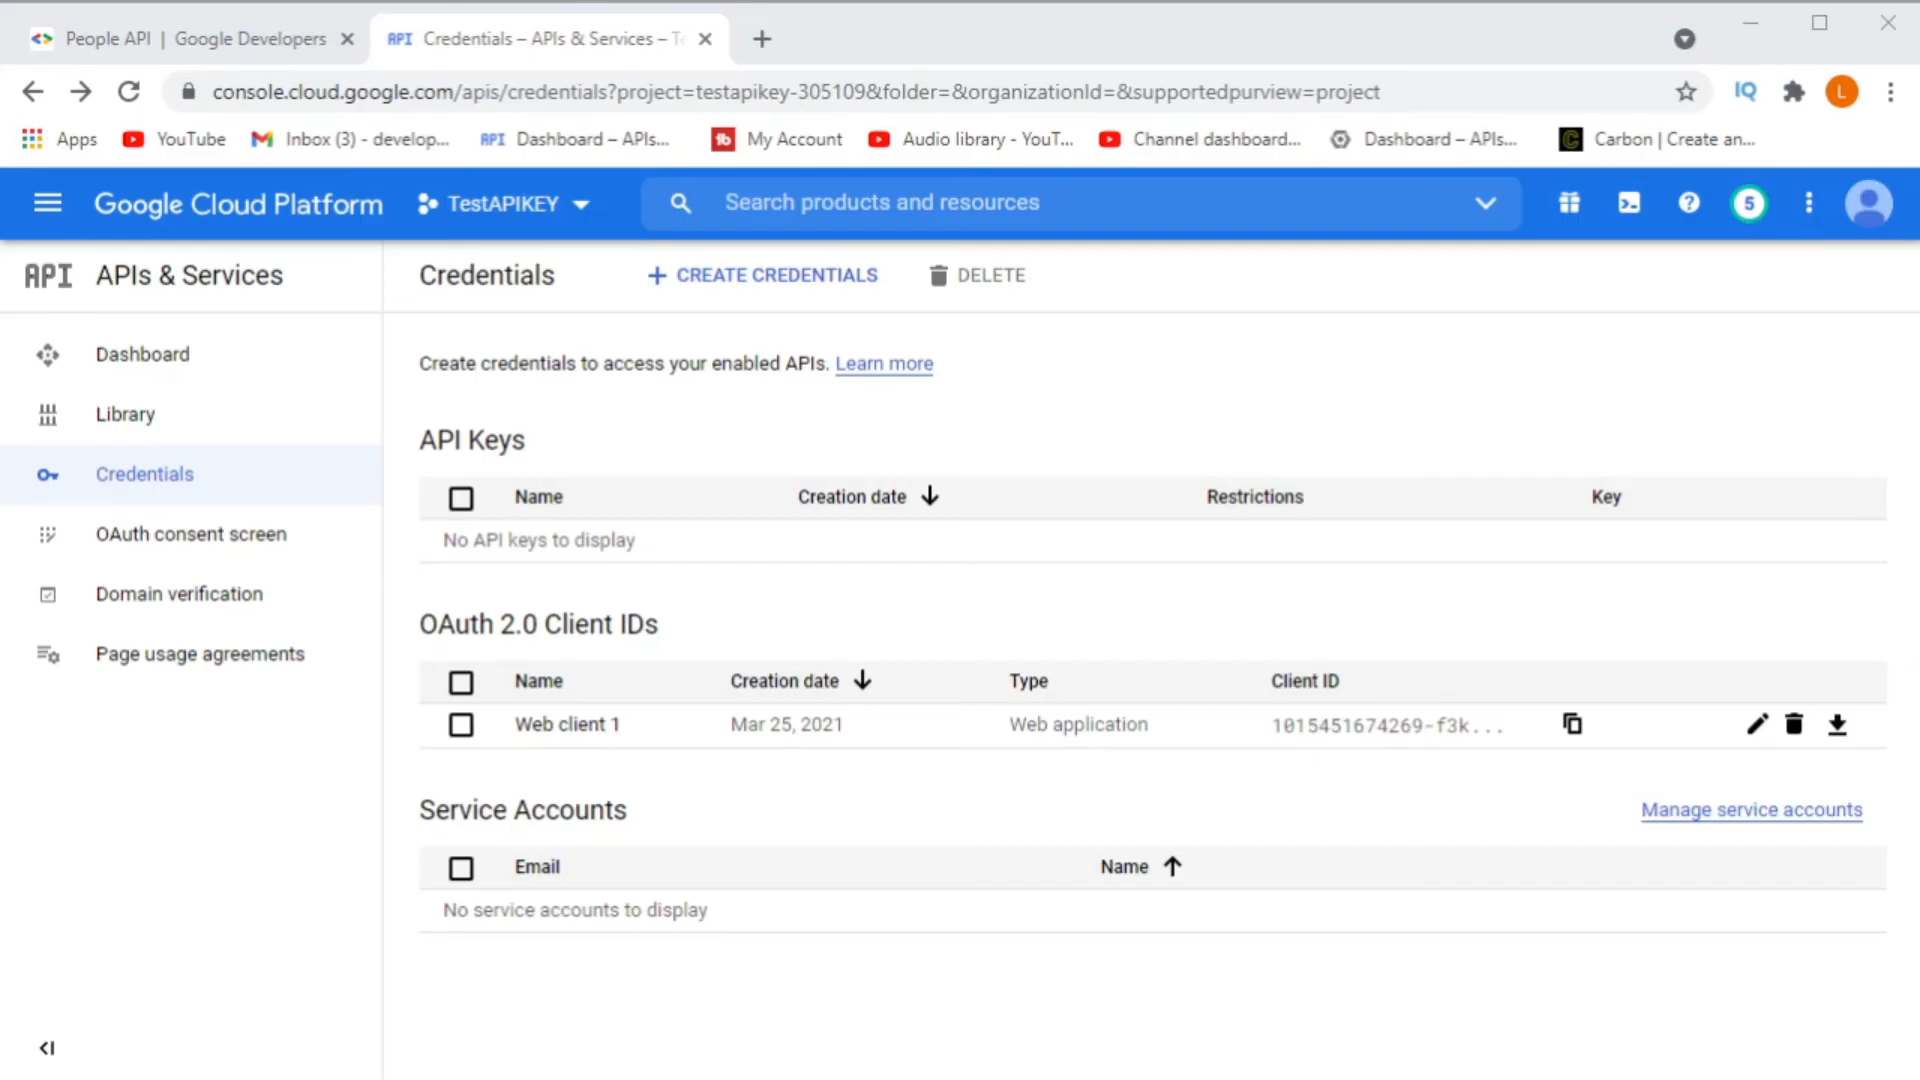 People API | Google Developers
API Credentials – APIs & Services – Te
console.cloud.google.com/apis/credentials?project=testapikey-305109&folder=&organizationId=&supportedpurview=project
IQ
L
Apps
YouTube
Inbox (3) - develop...
API Dashboard – APIs...
My Account
Audio library - YouT...
Channel dashboard...
Dashboard – APIs...
Carbon | Create an...
Google Cloud Platform
TestAPIKEY
Search products and resources
5
API APIs & Services
Credentials
CREATE CREDENTIALS
DELETE
Dashboard
Library
Credentials
OAuth consent screen
Domain verification
Page usage agreements
Create credentials to access your enabled APIs. Learn more
API Keys
Name Creation date Restrictions Key
No API keys to display
OAuth 2.0 Client IDs
Name Creation date Type Client ID
Web client 1 Mar 25, 2021 Web application 1015451674269-f3k...
Service Accounts
Manage service accounts
Email Name
No service accounts to display